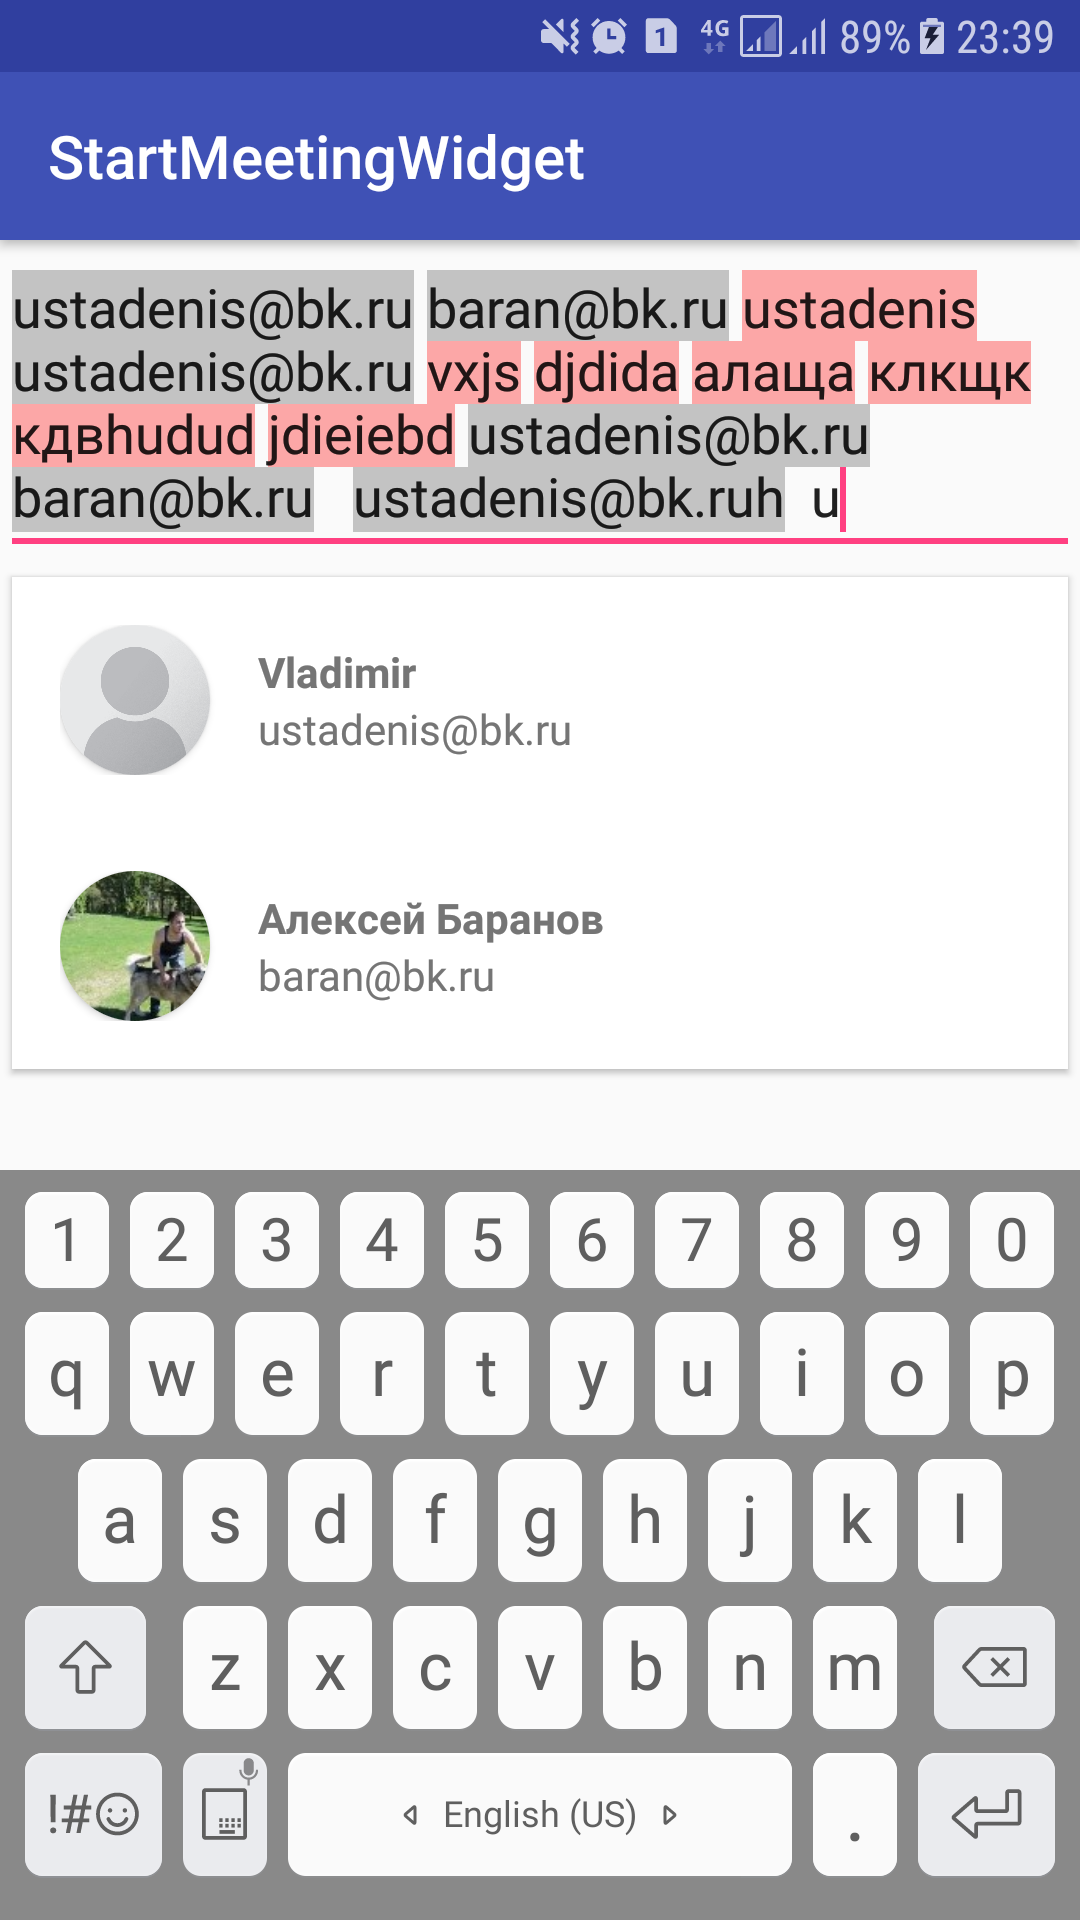 4G 1 89% 23:39
StartMeetingWidget
ustadenis@bk.ru baran@bk.ru ustadenis
ustadenis@bk.ru vxjs djdida алаща клкщк
кдвhudud jdieiebd ustadenis@bk.ru
baran@bk.ru ustadenis@bk.ruh u
Vladimir
ustadenis@bk.ru
Алексей Баранов
baran@bk.ru
1 2 3 4 5 6 7 8 9 0
q w e r t y u i o p
a s d f g h j k l
z x c v b n m
!#☺ English (US) .